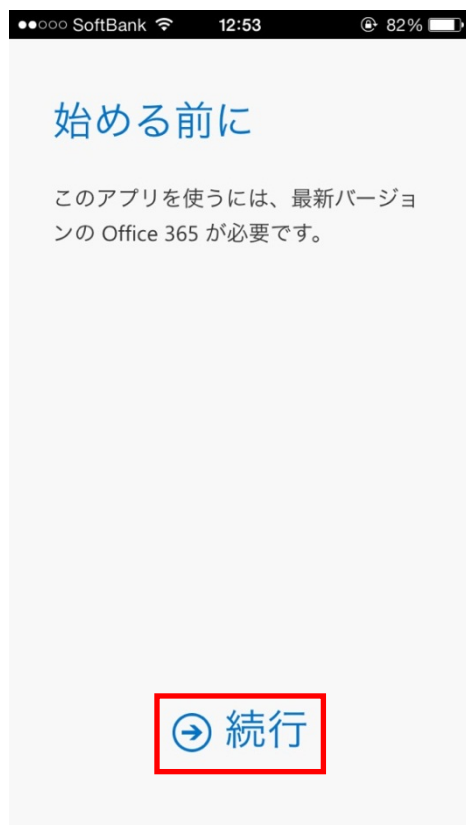 SoftBank 12:53 82%
始める前に
このアプリを使うには、最新バージョ
ンの Office 365 が必要です。
続行